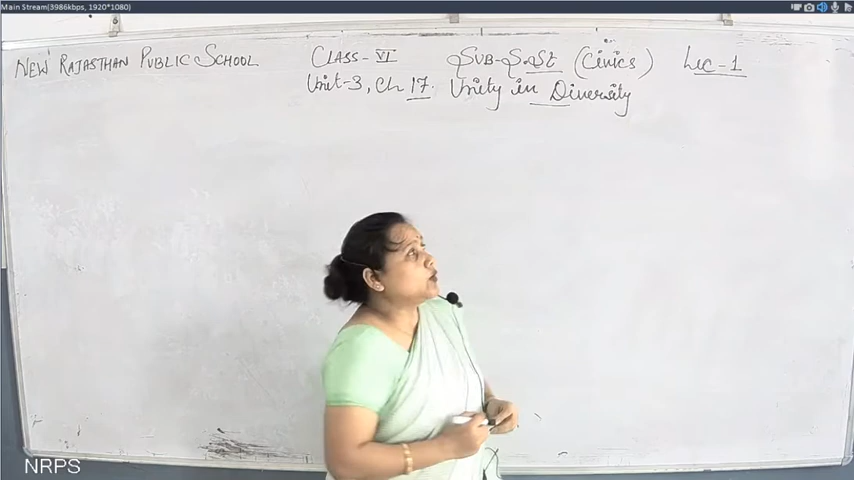 Main Stream(3986kbps, 1920*1080)
NEW RAJASTHAN PUBLIC SCHOOL CLASS-VI SUB-S.St (Civics) Lec-1
Unit-3, Ch 17. Unity in Diversity
NRPS